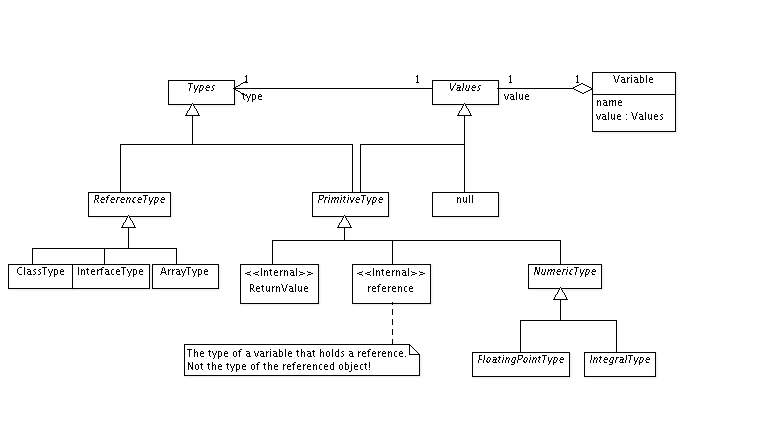 Types
1
type
1
Values
1
value
1
Variable
name
value : Values
ReferenceType
PrimitiveType
null
ClassType
InterfaceType
ArrayType
<<Internal>>
ReturnValue
<<Internal>>
reference
NumericType
The type of a variable that holds a reference.
Not the type of the referenced object!
FloatingPointType
IntegralType